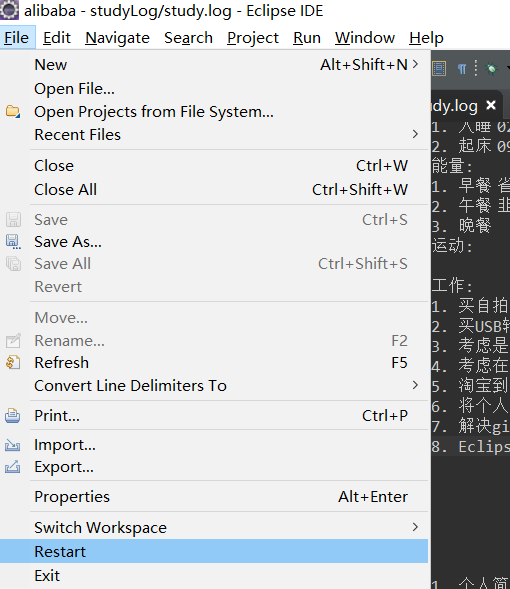 alibaba - studyLog/study.log - Eclipse IDE
File Edit Navigate Search Project Run Window Help
New Alt+Shift+N
Open File...
Open Projects from File System...
Recent Files
Close Ctrl+W
Close All Ctrl+Shift+W
Save Ctrl+S
Save As...
Save All Ctrl+Shift+S
Revert
Move...
Rename... F2
Refresh F5
Convert Line Delimiters To
Print... Ctrl+P
Import...
Export...
Properties Alt+Enter
Switch Workspace
Restart
Exit
dy.log
1. 入睡 02
2. 起床 09
能量:
1. 早餐 省
2. 午餐 韭
3. 晚餐
运动:
工作:
1. 买自拍
2. 买USB转
3. 考虑是
4. 考虑在
5. 淘宝到
6. 将个人
7. 解决gi
8. Eclips
1. 个人简